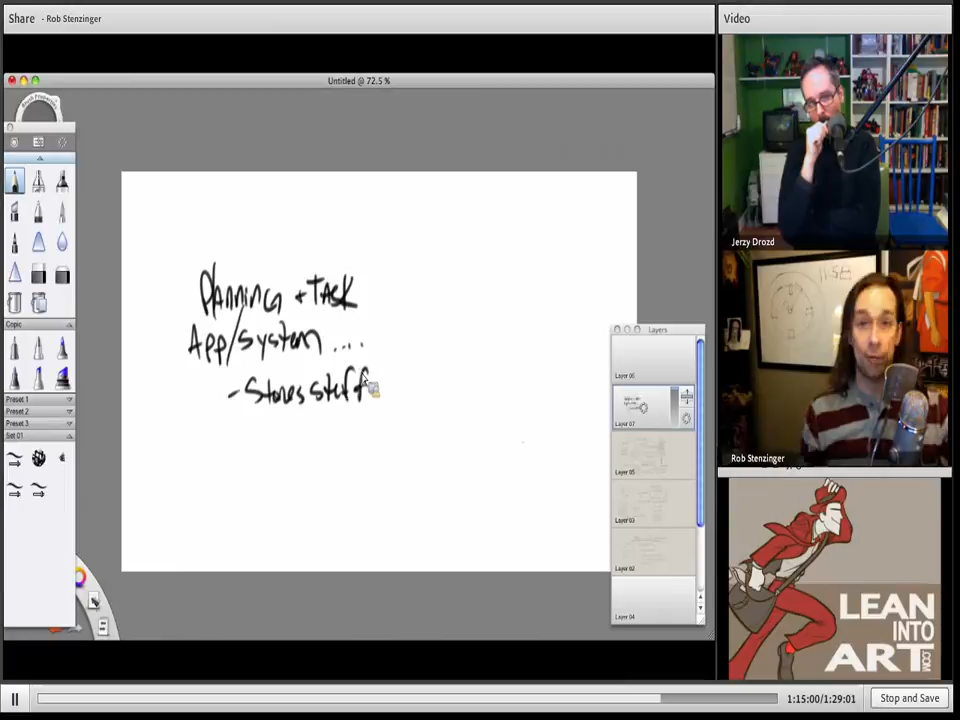 Share - Rob Stenzinger
Video
Untitled @ 72.5 %
Planning + TASK
App/system ...
- Stores stuff
Copic
Preset 1
Preset 2
Preset 3
Set 01
Layers
Layer 06
Layer 07
Layer 05
Layer 03
Layer 02
Layer 04
Jerzy Drozd
Rob Stenzinger
LEAN
INTO
ART.COM
1:15:00/1:29:01
Stop and Save